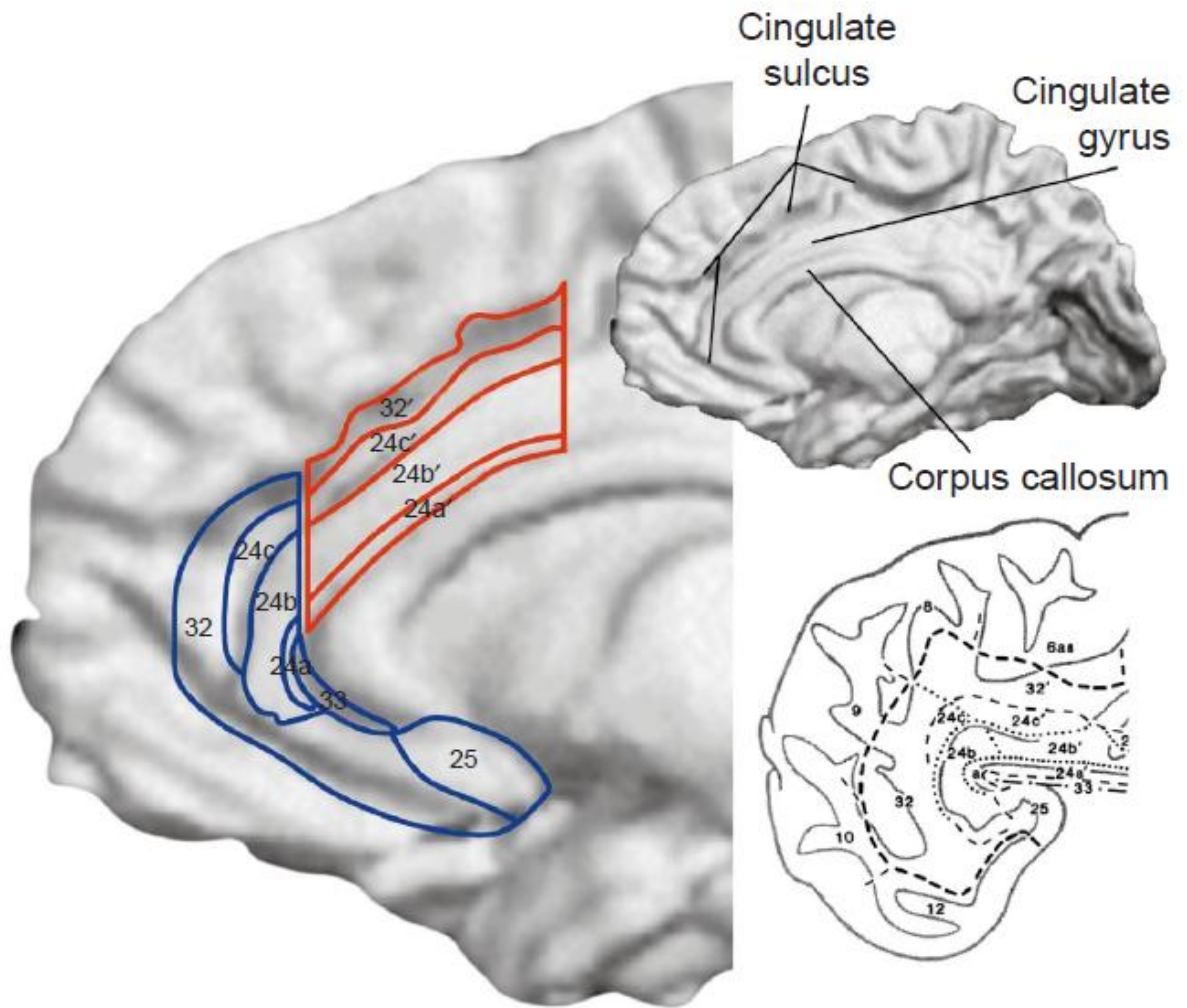 Cingulate
sulcus
Cingulate
gyrus
Corpus callosum
32′
24c′
24b′
24a′
24c
24b
32
24a
33
25
8
6aa
32′
9
24c
24c′
24b
24b′
a
24a′
33
32
25
10
12